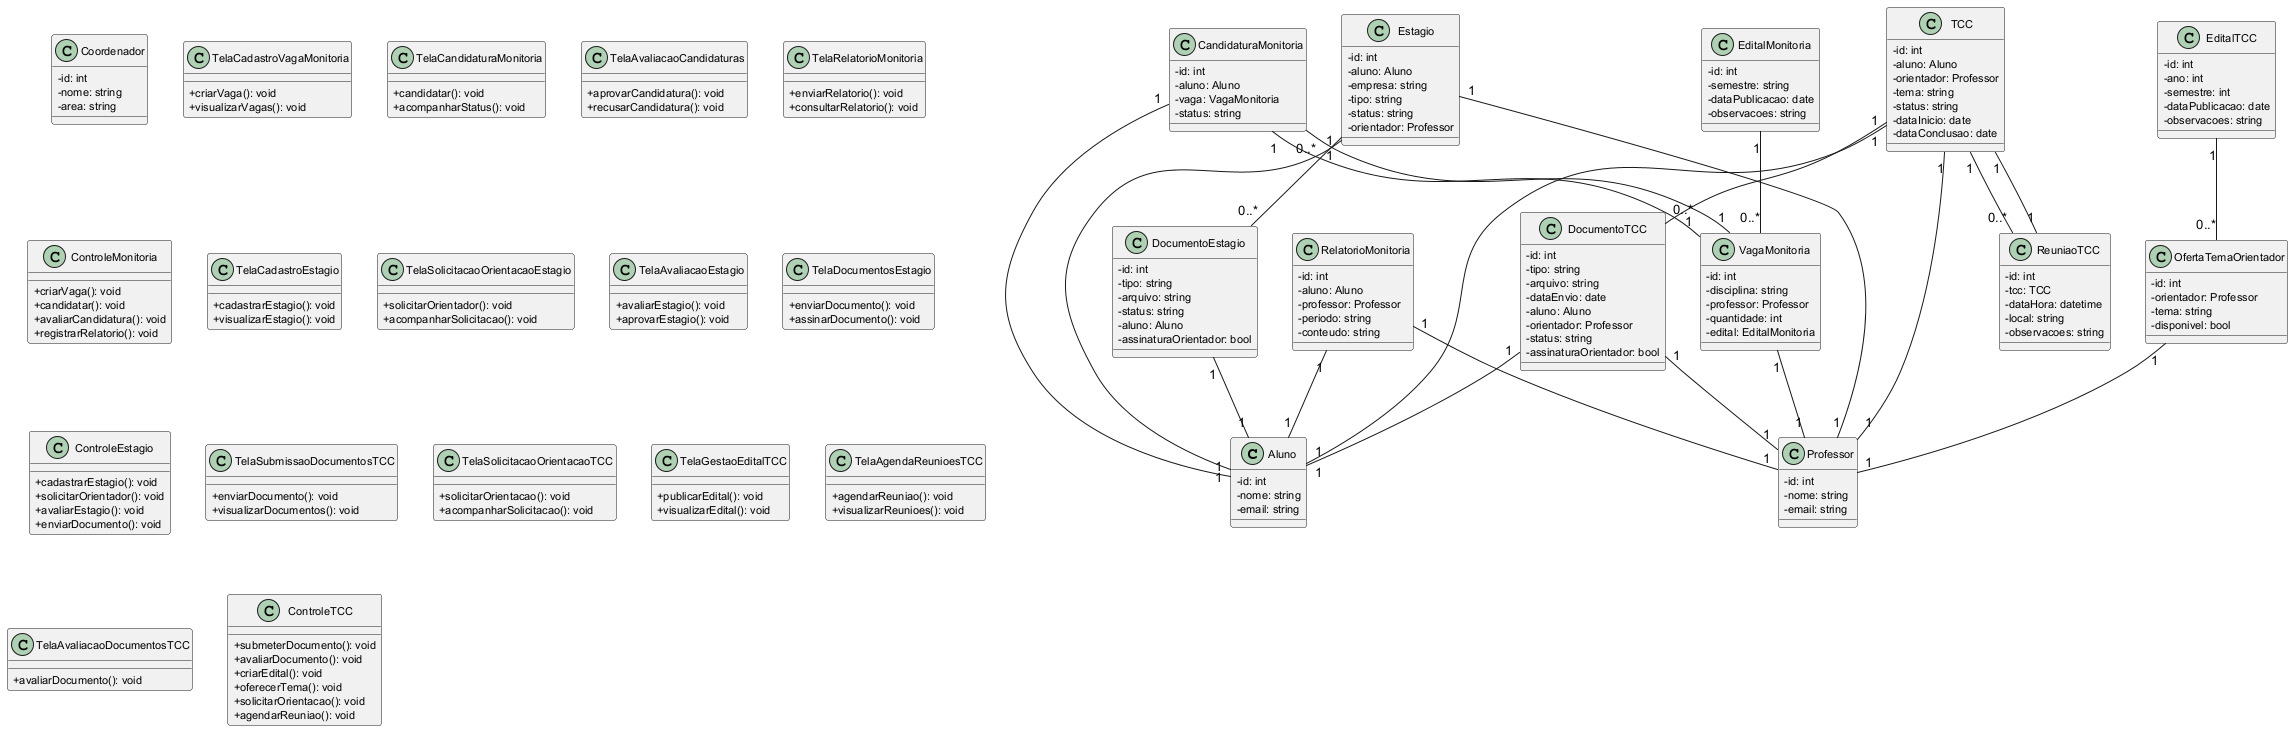 C Coordenador
-id: int
-nome: string
-area: string
C TelaCadastroVagaMonitoria
+criarVaga(): void
+visualizarVagas(): void
C TelaCandidaturaMonitoria
+candidatar(): void
+acompanharStatus(): void
C TelaAvaliacaoCandidaturas
+aprovarCandidatura(): void
+recusarCandidatura(): void
C TelaRelatorioMonitoria
+enviarRelatorio(): void
+consultarRelatorio(): void
C CandidaturaMonitoria
-id: int
-aluno: Aluno
-vaga: VagaMonitoria
-status: string
C Estagio
-id: int
-aluno: Aluno
-empresa: string
-tipo: string
-status: string
-orientador: Professor
C EditalMonitoria
-id: int
-semestre: string
-dataPublicacao: date
-observacoes: string
C TCC
-id: int
-aluno: Aluno
-orientador: Professor
-tema: string
-status: string
-dataInicio: date
-dataConclusao: date
C EditalTCC
-id: int
-ano: int
-semestre: int
-dataPublicacao: date
-observacoes: string
1
1
1
1
1
1
0..*
1
1
1
1
1
1
1
C ControleMonitoria
+criarVaga(): void
+candidatar(): void
+avaliarCandidatura(): void
+registrarRelatorio(): void
C TelaCadastroEstagio
+cadastrarEstagio(): void
+visualizarEstagio(): void
C TelaSolicitacaoOrientacaoEstagio
+solicitarOrientador(): void
+acompanharSolicitacao(): void
C TelaAvaliacaoEstagio
+avaliarEstagio(): void
+aprovarEstagio(): void
C TelaDocumentosEstagio
+enviarDocumento(): void
+assinarDocumento(): void
0..*
0..*
1
1
0..*
0..*
1
0..*
C DocumentoEstagio
-id: int
-tipo: string
-arquivo: string
-status: string
-aluno: Aluno
-assinaturaOrientador: bool
C RelatorioMonitoria
-id: int
-aluno: Aluno
-professor: Professor
-periodo: string
-conteudo: string
C DocumentoTCC
-id: int
-tipo: string
-arquivo: string
-dataEnvio: date
-aluno: Aluno
-orientador: Professor
-status: string
-assinaturaOrientador: bool
C VagaMonitoria
-id: int
-disciplina: string
-professor: Professor
-quantidade: int
-edital: EditalMonitoria
C ReuniaoTCC
-id: int
-tcc: TCC
-dataHora: datetime
-local: string
-observacoes: string
C OfertaTemaOrientador
-id: int
-orientador: Professor
-tema: string
-disponivel: bool
1
1
1
1
1
1
1
C ControleEstagio
+cadastrarEstagio(): void
+solicitarOrientador(): void
+avaliarEstagio(): void
+enviarDocumento(): void
C TelaSubmissaoDocumentosTCC
+enviarDocumento(): void
+visualizarDocumentos(): void
C TelaSolicitacaoOrientacaoTCC
+solicitarOrientacao(): void
+acompanharSolicitacao(): void
C TelaGestaoEditalTCC
+publicarEdital(): void
+visualizarEdital(): void
C TelaAgendaReunioesTCC
+agendarReuniao(): void
+visualizarReunioes(): void
1
1
1
1
1
1
1
1
1
1
1
1
C Aluno
-id: int
-nome: string
-email: string
C Professor
-id: int
-nome: string
-email: string
C TelaAvaliacaoDocumentosTCC
+avaliarDocumento(): void
C ControleTCC
+submeterDocumento(): void
+avaliarDocumento(): void
+criarEdital(): void
+oferecerTema(): void
+solicitarOrientacao(): void
+agendarReuniao(): void